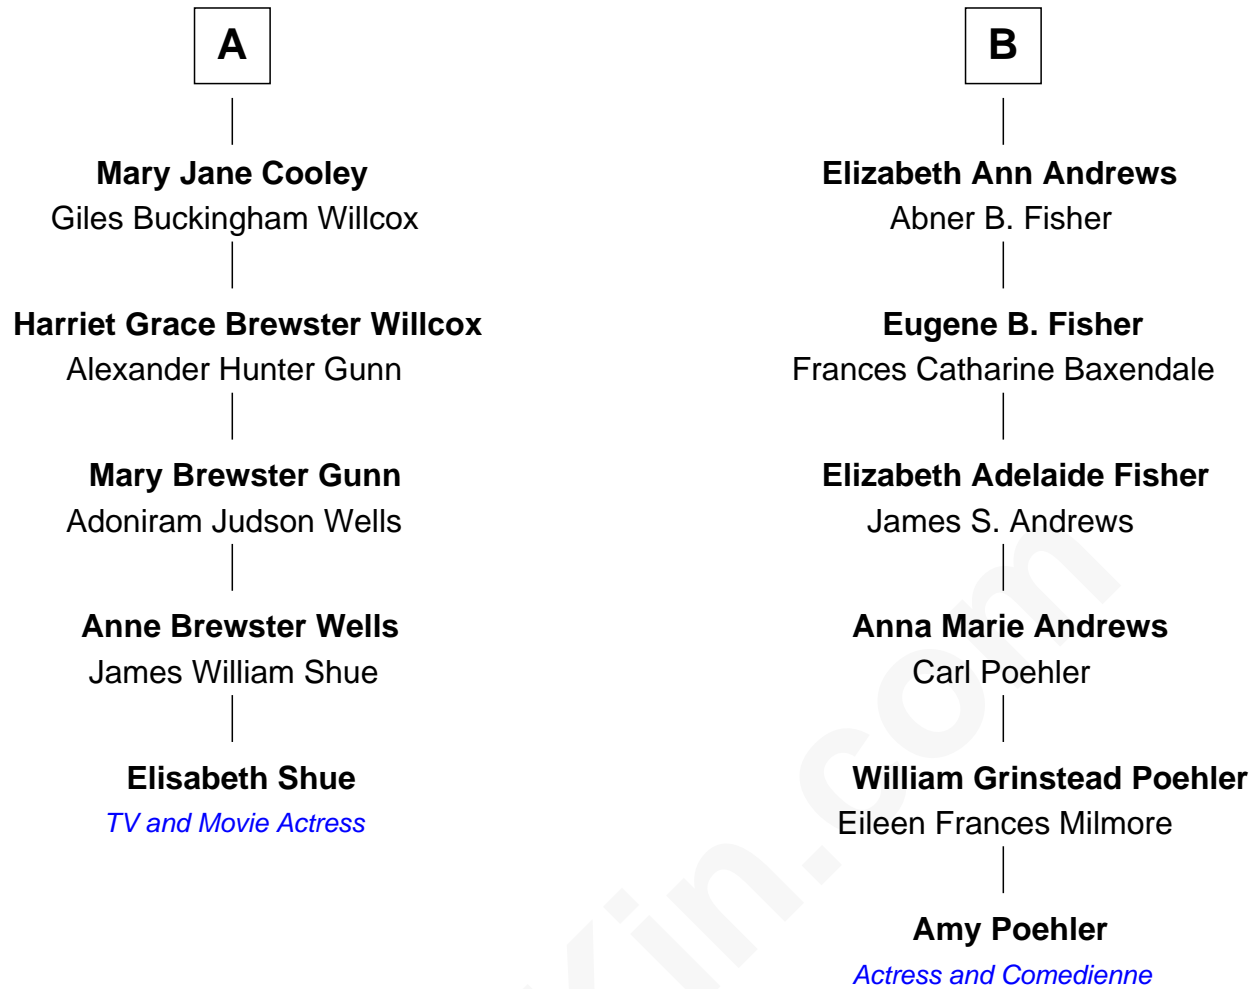 A
Mary Jane Cooley
Giles Buckingham Willcox
Harriet Grace Brewster Willcox
Alexander Hunter Gunn
Mary Brewster Gunn
Adoniram Judson Wells
Anne Brewster Wells
James William Shue
Elisabeth Shue
TV and Movie Actress
B
Elizabeth Ann Andrews
Abner B. Fisher
Eugene B. Fisher
Frances Catharine Baxendale
Elizabeth Adelaide Fisher
James S. Andrews
Anna Marie Andrews
Carl Poehler
William Grinstead Poehler
Eileen Frances Milmore
Amy Poehler
Actress and Comedienne
Kin.com